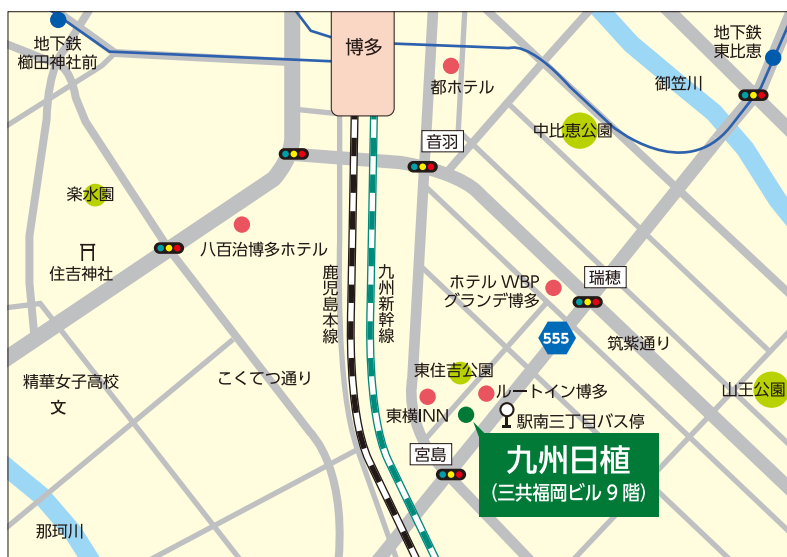 地下鉄
櫛田神社前
博多
都ホテル
地下鉄
東比恵
御笠川
中比恵公園
音羽
楽水園
住吉神社
八百治博多ホテル
鹿児島本線
九州新幹線
ホテル WBP
グランデ博多
瑞穂
555
筑紫通り
精華女子高校
文
こくてつ通り
東住吉公園
ルートイン博多
山王公園
東横INN
駅南三丁目バス停
宮島
九州日植
(三共福岡ビル 9 階)
那珂川